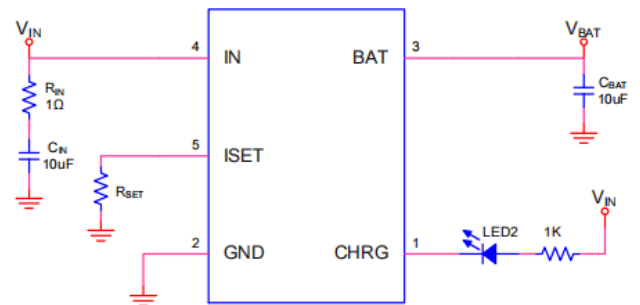 VIN
VBAT
4
IN
BAT
3
RIN
1Ω
CBAT
10uF
CIN
10uF
5
ISET
RSET
VIN
LED2
1K
2
GND
CHRG
1